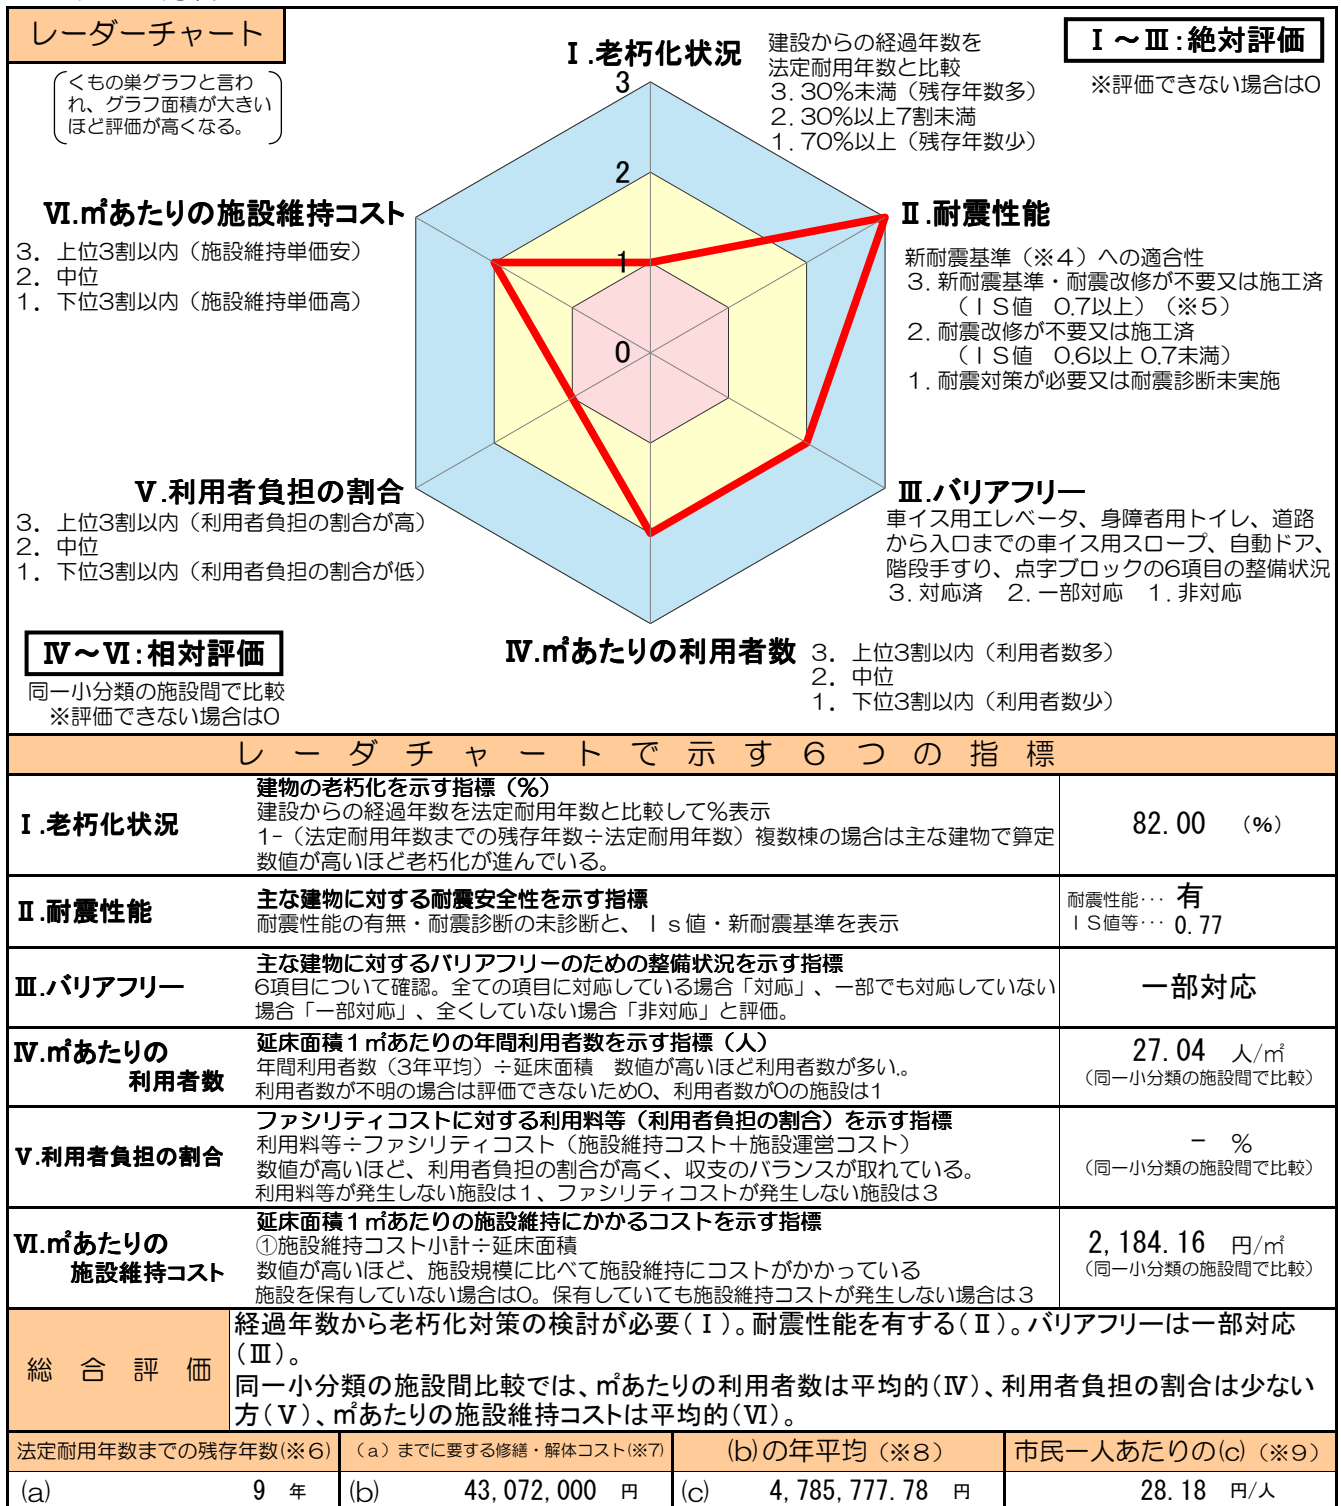 レーダーチャート
くもの巣グラフと言わ
れ、グラフ面積が大きい
ほど評価が高くなる。
Ⅰ～Ⅲ:絶対評価
※評価できない場合は0
Ⅰ.老朽化状況
建設からの経過年数を
法定耐用年数と比較
3. 30％未満（残存年数多）
2. 30％以上7割未満
1. 70％以上（残存年数少）
3
2
1
0
Ⅱ.耐震性能
新耐震基準（※4）への適合性
3. 新耐震基準・耐震改修が不要又は施工済
（ＩＳ値　0.7以上）（※5）
2. 耐震改修が不要又は施工済
（ＩＳ値　0.6以上 0.7未満）
1. 耐震対策が必要又は耐震診断未実施
Ⅵ.㎡あたりの施設維持コスト
3. 上位3割以内（施設維持単価安）
2. 中位
1. 下位3割以内（施設維持単価高）
Ⅴ.利用者負担の割合
3. 上位3割以内（利用者負担の割合が高）
2. 中位
1. 下位3割以内（利用者負担の割合が低）
Ⅲ.バリアフリー
車イス用エレベータ、身障者用トイレ、道路
から入口までの車イス用スロープ、自動ドア、
階段手すり、点字ブロックの6項目の整備状況
3. 対応済　2. 一部対応　1. 非対応
Ⅳ.㎡あたりの利用者数
3. 上位3割以内（利用者数多）
2. 中位
1. 下位3割以内（利用者数少）
Ⅳ～Ⅵ:相対評価
同一小分類の施設間で比較
※評価できない場合は0
レーダチャートで示す6つの指標
Ⅰ.老朽化状況
建物の老朽化を示す指標（％）
建設からの経過年数を法定耐用年数と比較して％表示
1-（法定耐用年数までの残存年数÷法定耐用年数）複数棟の場合は主な建物で算定
数値が高いほど老朽化が進んでいる。
82.00　（％）
Ⅱ.耐震性能
主な建物に対する耐震安全性を示す指標
耐震性能の有無・耐震診断の未診断と、Ｉｓ値・新耐震基準を表示
耐震性能… 有
ＩＳ値等… 0.77
Ⅲ.バリアフリー
主な建物に対するバリアフリーのための整備状況を示す指標
6項目について確認。全ての項目に対応している場合「対応」、一部でも対応していない
場合「一部対応」、全くしていない場合「非対応」と評価。
一部対応
Ⅳ.㎡あたりの
利用者数
延床面積１㎡あたりの年間利用者数を示す指標（人）
年間利用者数（3年平均）÷延床面積　数値が高いほど利用者数が多い。
利用者数が不明の場合は評価できないため0、利用者数が0の施設は1
27.04　人/㎡
（同一小分類の施設間で比較）
Ⅴ.利用者負担の割合
ファシリティコストに対する利用料等（利用者負担の割合）を示す指標
利用料等÷ファシリティコスト（施設維持コスト＋施設運営コスト）
数値が高いほど、利用者負担の割合が高く、収支のバランスが取れている。
利用料等が発生しない施設は１、ファシリティコストが発生しない施設は３
－　％
（同一小分類の施設間で比較）
Ⅵ.㎡あたりの
施設維持コスト
延床面積１㎡あたりの施設維持にかかるコストを示す指標
①施設維持コスト小計÷延床面積
数値が高いほど、施設規模に比べて施設維持にコストがかかっている
施設を保有していない場合は0。保有していても施設維持コストが発生しない場合は３
2,184.16　円/㎡
（同一小分類の施設間で比較）
総合評価
経過年数から老朽化対策の検討が必要(Ⅰ)。耐震性能を有する(Ⅱ)。バリアフリーは一部対応
(Ⅲ)。
同一小分類の施設間比較では、㎡あたりの利用者数は平均的(Ⅳ)、利用者負担の割合は少ない
方(Ⅴ)、㎡あたりの施設維持コストは平均的(Ⅵ)。
法定耐用年数までの残存年数(※6)
（a）までに要する修繕・解体コスト(※7)
(b)の年平均（※8）
市民一人あたりの(c)（※9）
(a)　9　年
(b)　43,072,000　円
(c)　4,785,777.78　円
28.18　円/人